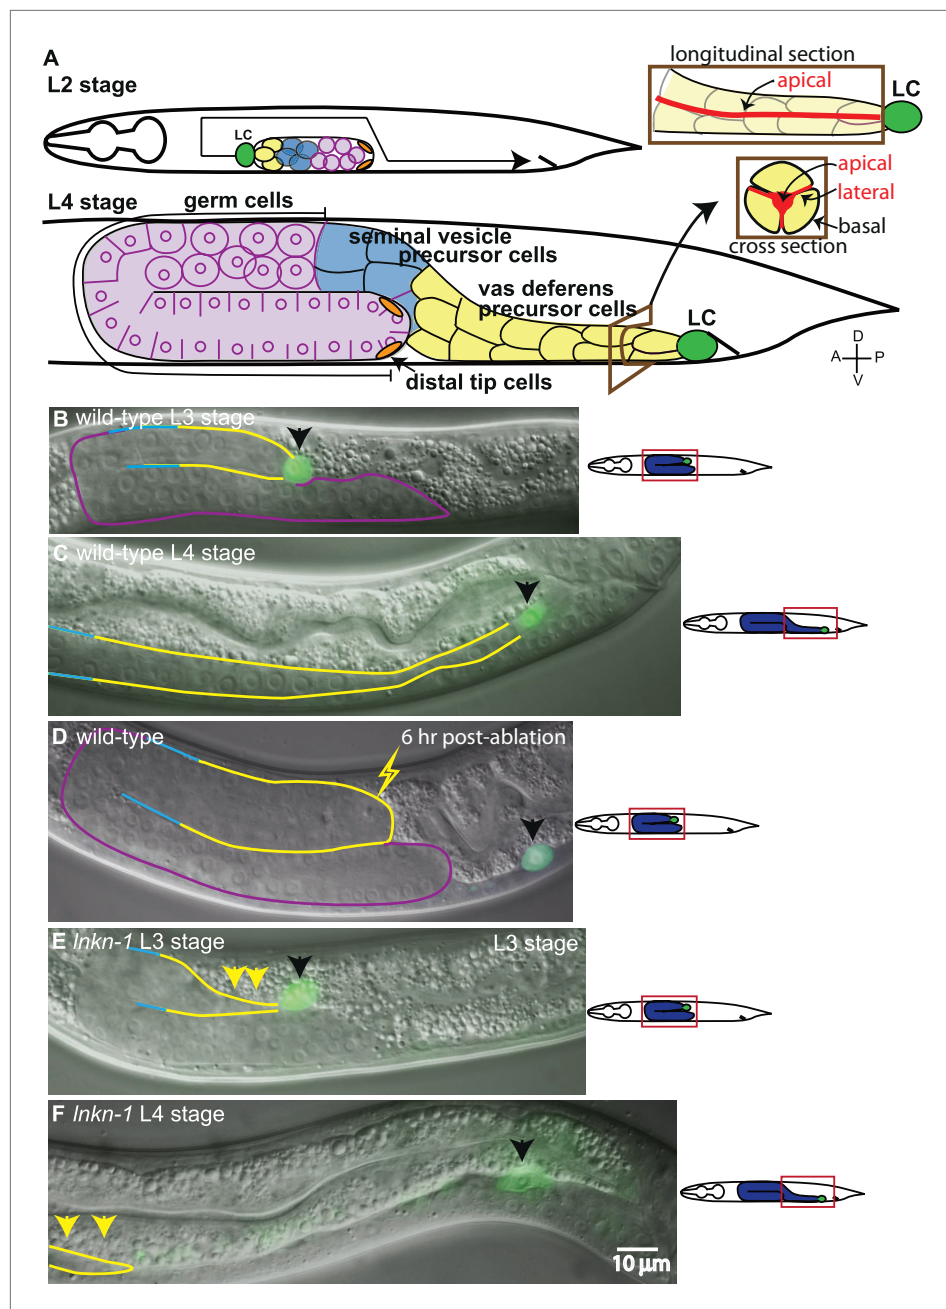 A
L2 stage
LC
longitudinal section
apical
LC
apical
lateral
basal
cross section
L4 stage
germ cells
seminal vesicle
precursor cells
vas deferens
precursor cells
LC
distal tip cells
D
A P
V
B wild-type L3 stage
C wild-type L4 stage
D wild-type 6 hr post-ablation
E lnkn-1 L3 stage L3 stage
F lnkn-1 L4 stage
10 μm